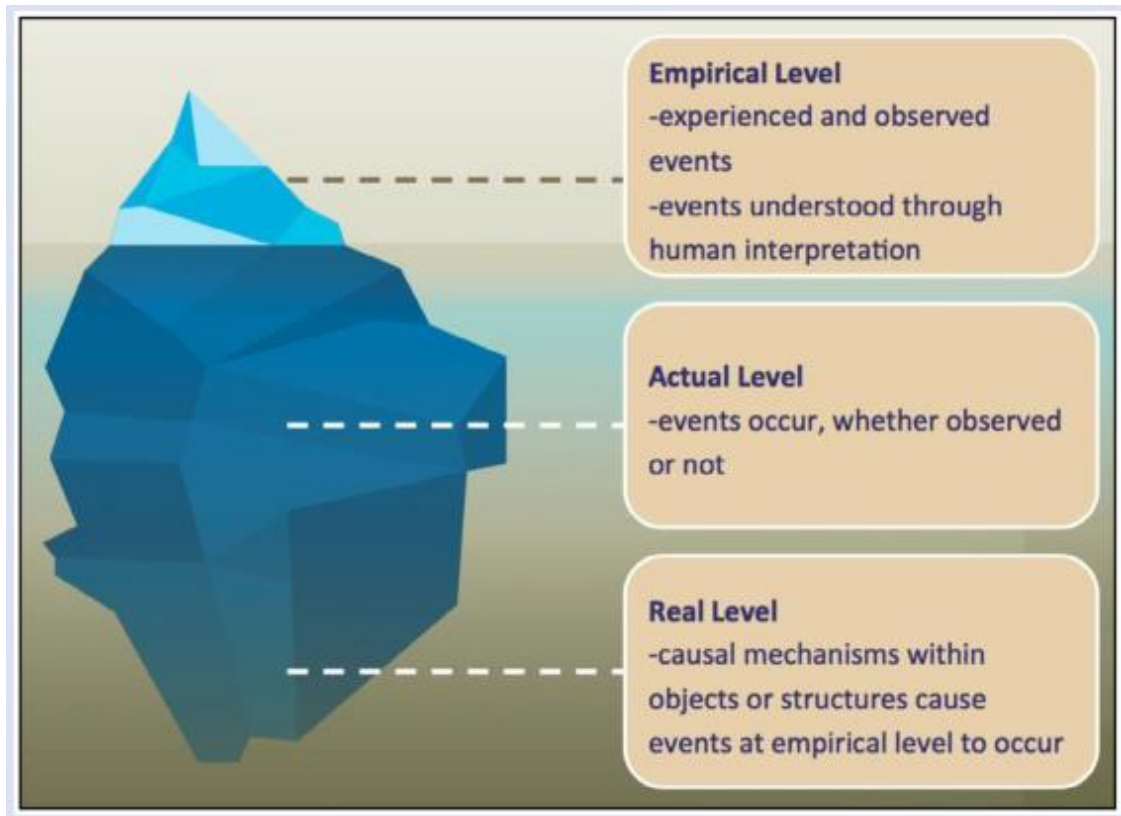 Empirical Level
-experienced and observed
events
-events understood through
human interpretation
Actual Level
-events occur, whether observed
or not
Real Level
-causal mechanisms within
objects or structures cause
events at empirical level to occur